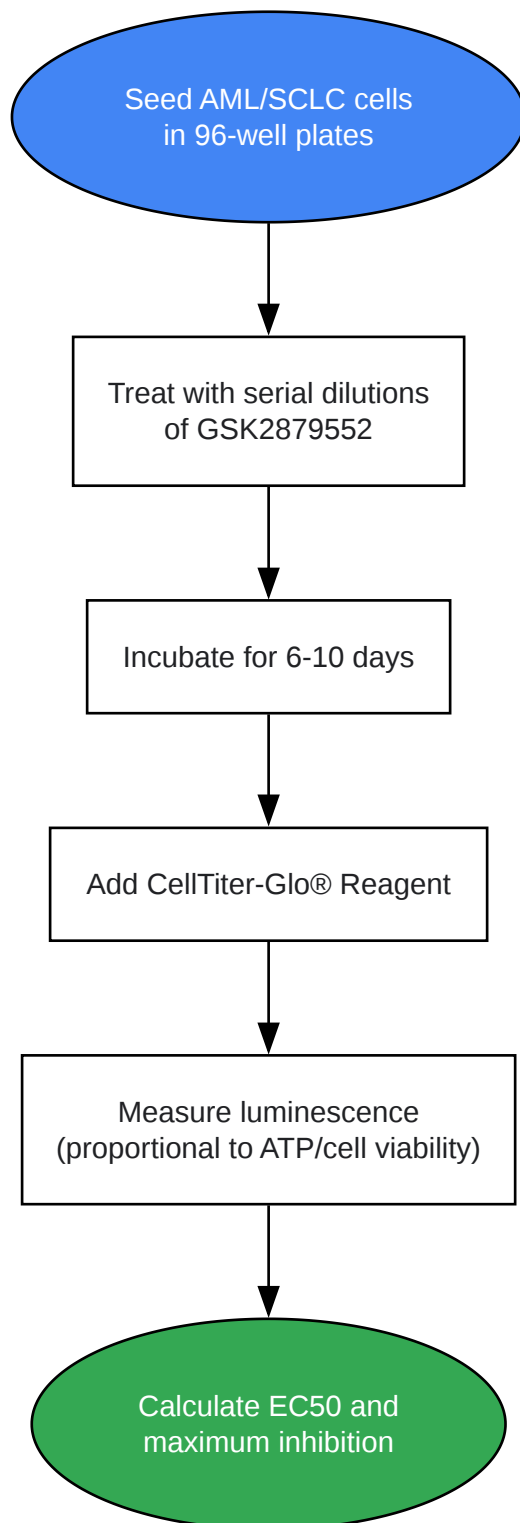 Seed AML/SCLC cells
in 96-well plates
Treat with serial dilutions
of GSK2879552
Incubate for 6-10 days
Add CellTiter-Glo® Reagent
Measure luminescence
(proportional to ATP/cell viability)
Calculate EC50 and
maximum inhibition